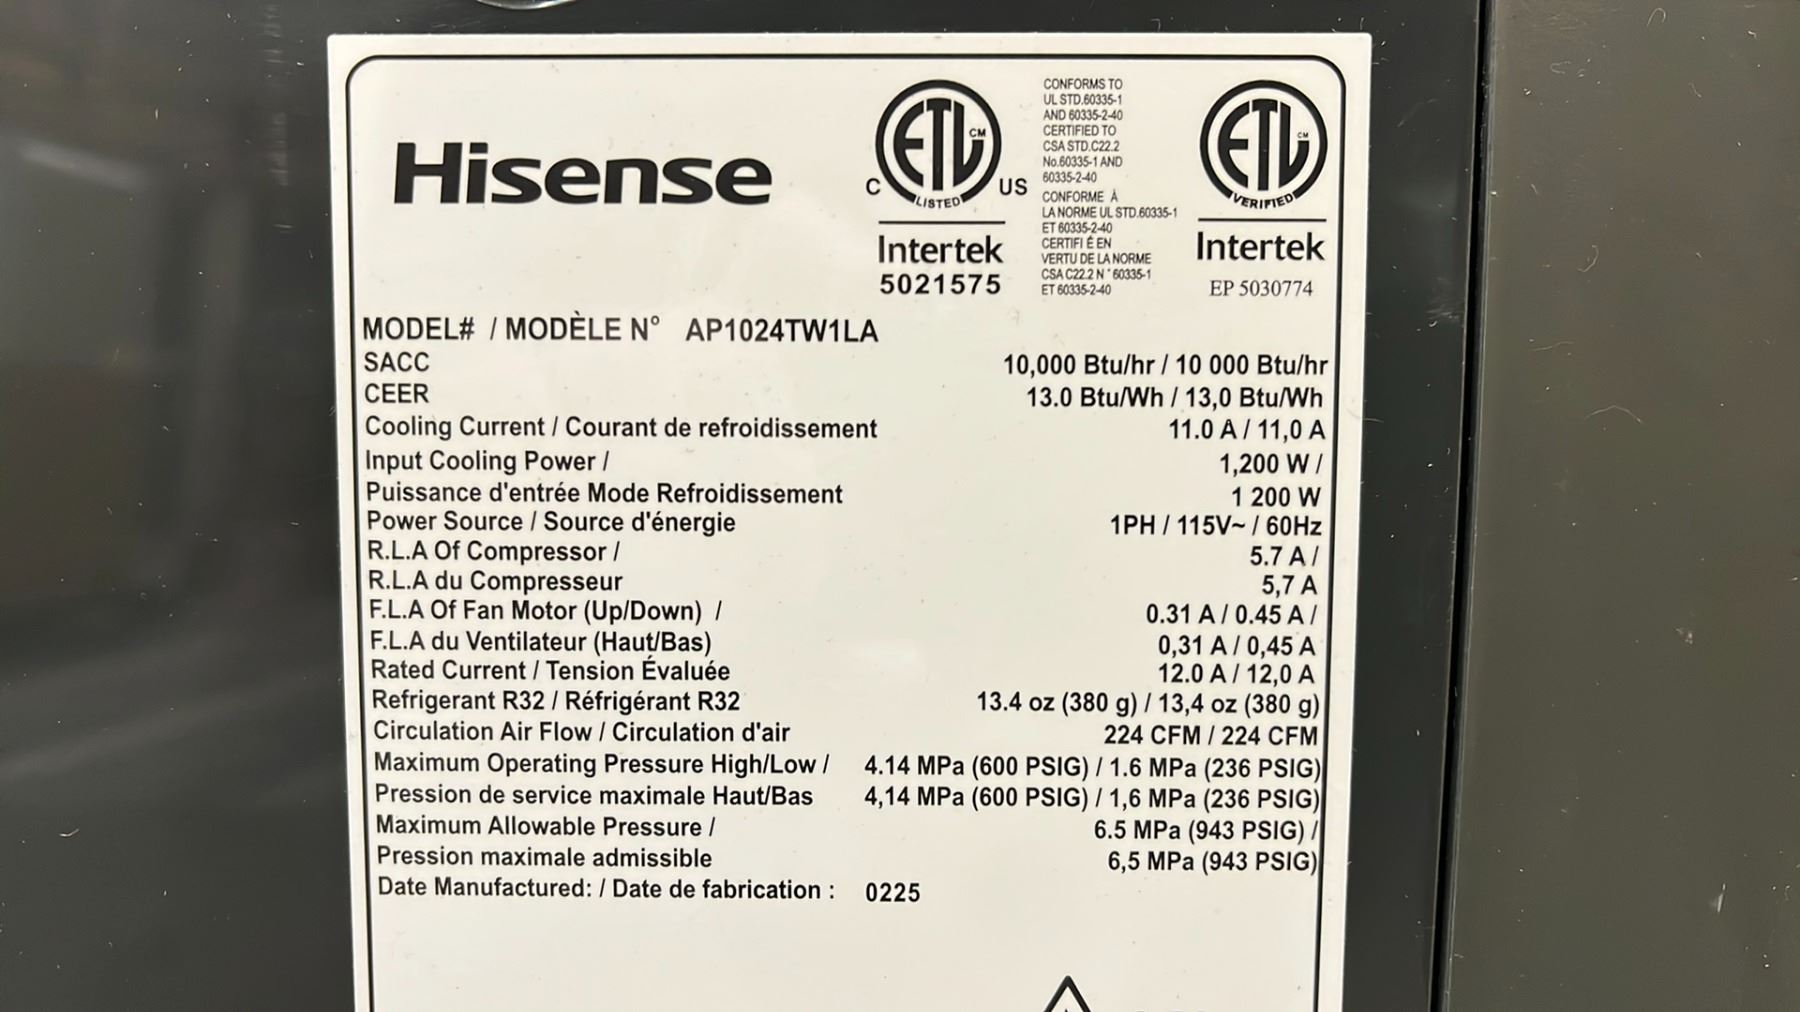 Hisense
ETL CM
LISTED
C US
Intertek
5021575
CONFORMS TO
UL STD.60335-1
AND 60335-2-40
CERTIFIED TO
CSA STD.C22.2
No.60335-1 AND
60335-2-40
CONFORME À
LA NORME UL STD.60335-1
ET 60335-2-40
CERTIFI É EN
VERTU DE LA NORME
CSA C22.2 N ° 60335-1
ET 60335-2-40
ETL CM
VERIFIED
Intertek
EP 5030774
MODEL# / MODÈLE N° AP1024TW1LA
SACC 10,000 Btu/hr / 10 000 Btu/hr
CEER 13.0 Btu/Wh / 13,0 Btu/Wh
Cooling Current / Courant de refroidissement 11.0 A / 11,0 A
Input Cooling Power / 1,200 W /
Puissance d'entrée Mode Refroidissement 1 200 W
Power Source / Source d'énergie 1PH / 115V~ / 60Hz
R.L.A Of Compressor / 5.7 A /
R.L.A du Compresseur 5,7 A
F.L.A Of Fan Motor (Up/Down) / 0.31 A / 0.45 A /
F.L.A du Ventilateur (Haut/Bas) 0,31 A / 0,45 A
Rated Current / Tension Évaluée 12.0 A / 12,0 A
Refrigerant R32 / Réfrigérant R32 13.4 oz (380 g) / 13,4 oz (380 g)
Circulation Air Flow / Circulation d'air 224 CFM / 224 CFM
Maximum Operating Pressure High/Low / 4.14 MPa (600 PSIG) / 1.6 MPa (236 PSIG)
Pression de service maximale Haut/Bas 4,14 MPa (600 PSIG) / 1,6 MPa (236 PSIG)
Maximum Allowable Pressure / 6.5 MPa (943 PSIG) /
Pression maximale admissible 6,5 MPa (943 PSIG)
Date Manufactured: / Date de fabrication : 0225